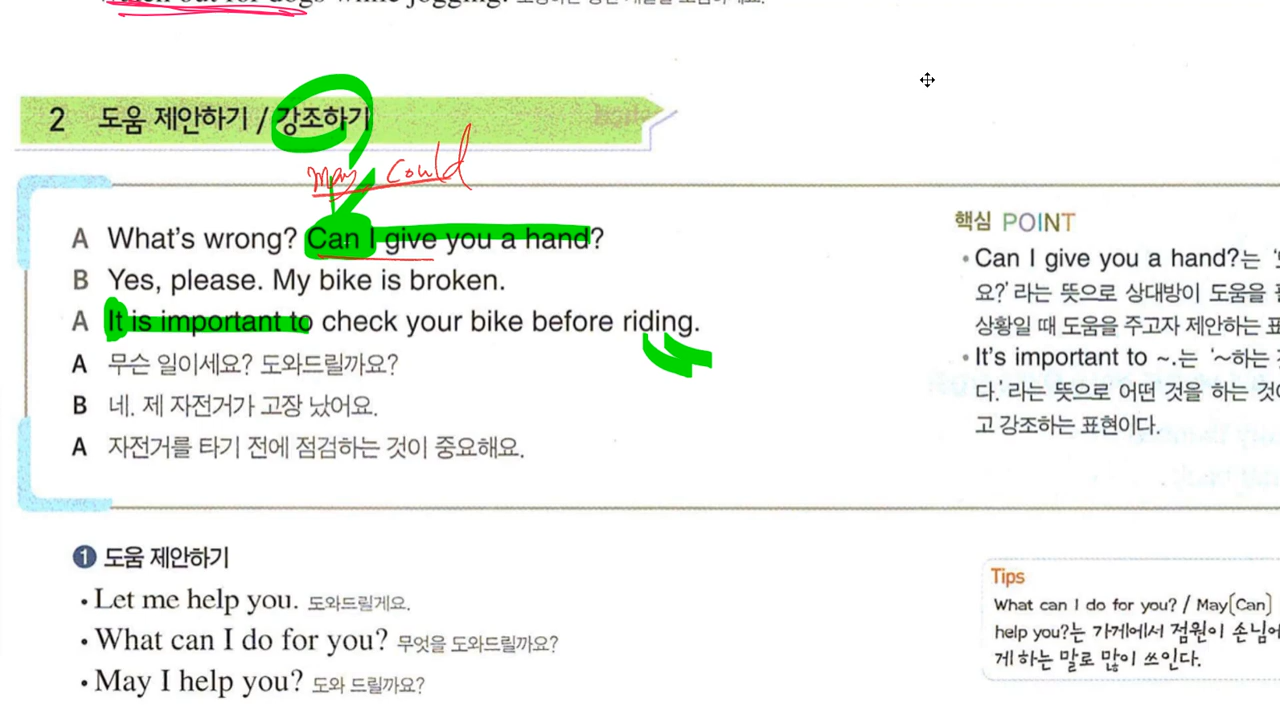 out for dogs while jogging.
2 도움 제안하기 / 강조하기
may could
A What's wrong? Can I give you a hand?
B Yes, please. My bike is broken.
A It is important to check your bike before riding.
A 무슨 일이세요? 도와드릴까요?
B 네. 제 자전거가 고장 났어요.
A 자전거를 타기 전에 점검하는 것이 중요해요.
핵심 POINT
• Can I give you a hand?는
요?' 라는 뜻으로 상대방이 도움을
상황일 때 도움을 주고자 제안하는
• It's important to ~.는 '~하는
다. 라는 뜻으로 어떤 것을 하는
고 강조하는 표현이다.
1 도움 제안하기
• Let me help you. 도와드릴게요.
• What can I do for you? 무엇을 도와드릴까요?
• May I help you? 도와 드릴까요?
Tips
What can I do for you? / May(Can)
help you?는 가게에서 점원이 손님에
게 하는 말로 많이 쓰인다.